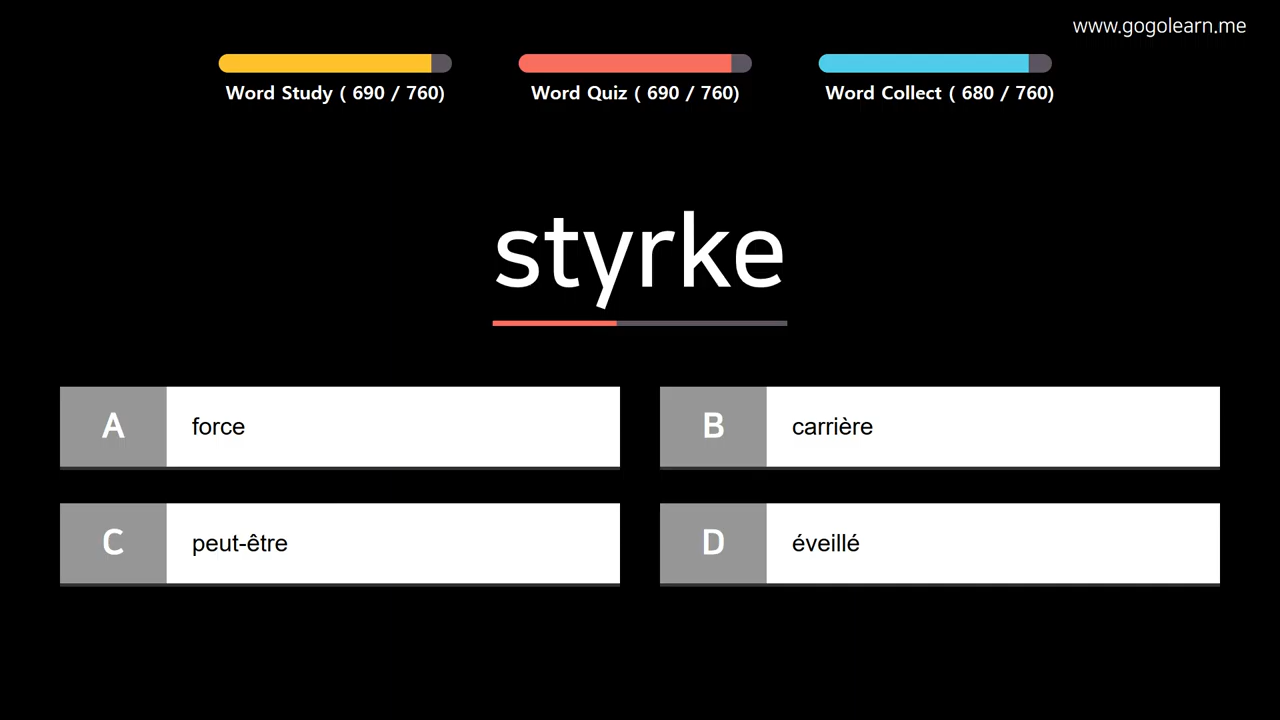 www.gogolearn.me
Word Study ( 690 / 760)
Word Quiz ( 690 / 760)
Word Collect ( 680 / 760)
styrke
A force
B carrière
C peut-être
D éveillé